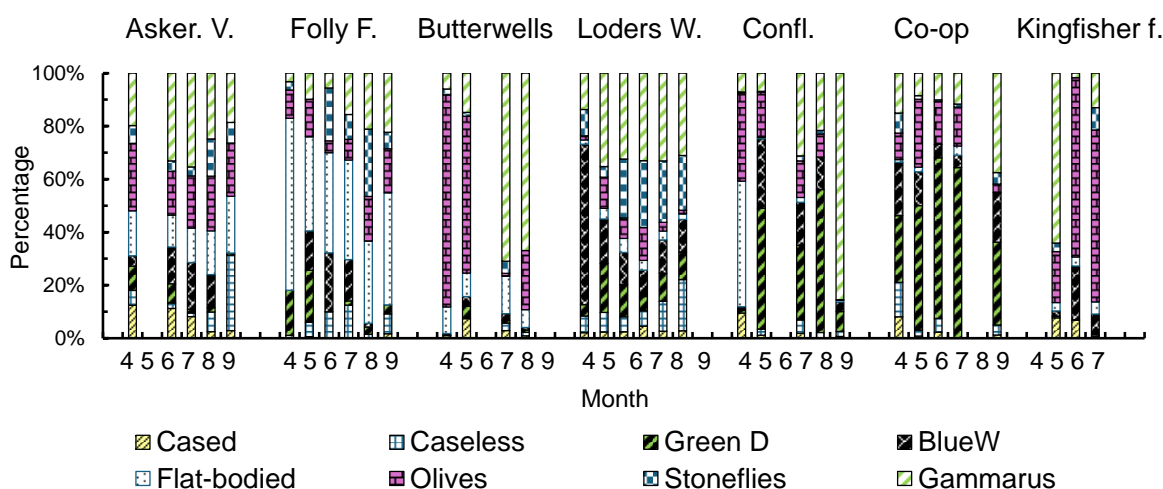 Asker. V. Folly F. Butterwells Loders W. Confl. Co-op Kingfisher f.
100%
80%
60%
40%
20%
0%
Percentage
4 5 6 7 8 9 4 5 6 7 8 9 4 5 6 7 8 9 4 5 6 7 8 9 4 5 6 7 8 9 4 5 6 7 8 9 4 5 6 7
Month
Cased Caseless Green D BlueW
Flat-bodied Olives Stoneflies Gammarus